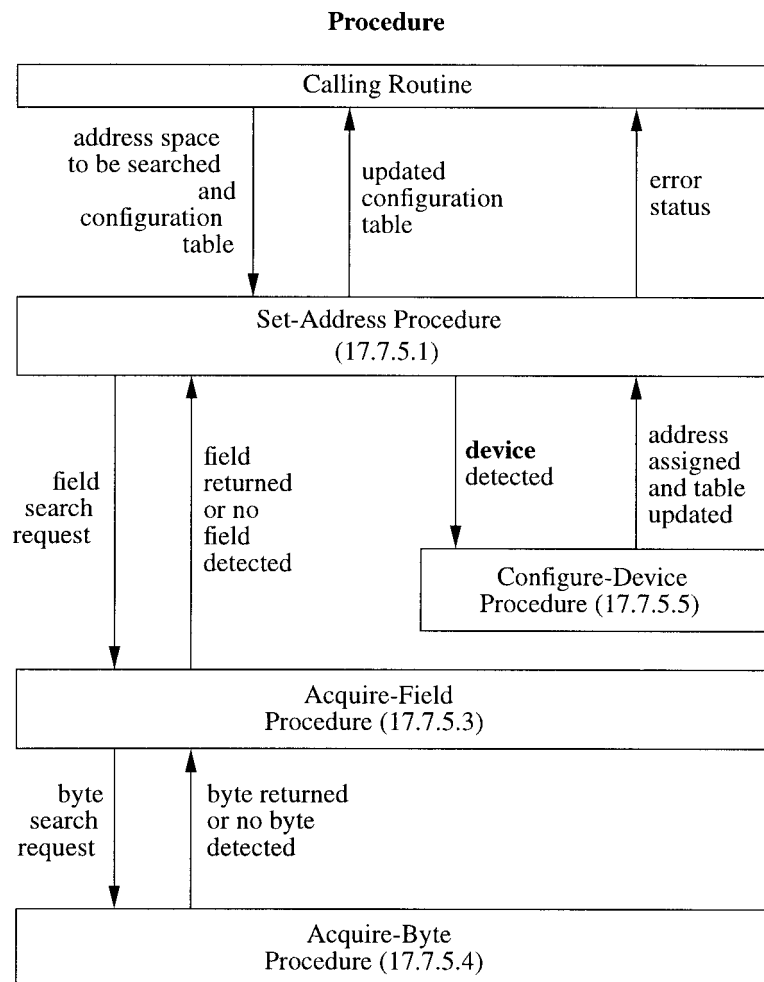 Procedure
Calling Routine
address space
to be searched
and
configuration
table
updated
configuration
table
error
status
Set-Address Procedure
(17.7.5.1)
field
search
request
field
returned
or no
field
detected
device
detected
address
assigned
and table
updated
Configure-Device
Procedure (17.7.5.5)
Acquire-Field
Procedure (17.7.5.3)
byte
search
request
byte returned
or no byte
detected
Acquire-Byte
Procedure (17.7.5.4)